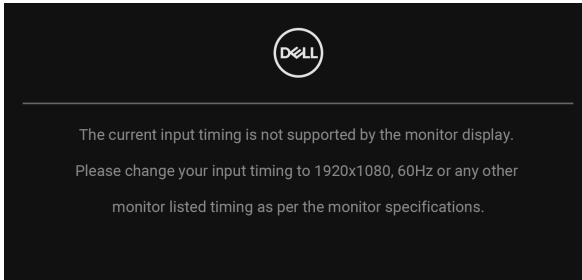 DELL
The current input timing is not supported by the monitor display.
Please change your input timing to 1920x1080, 60Hz or any other
monitor listed timing as per the monitor specifications.